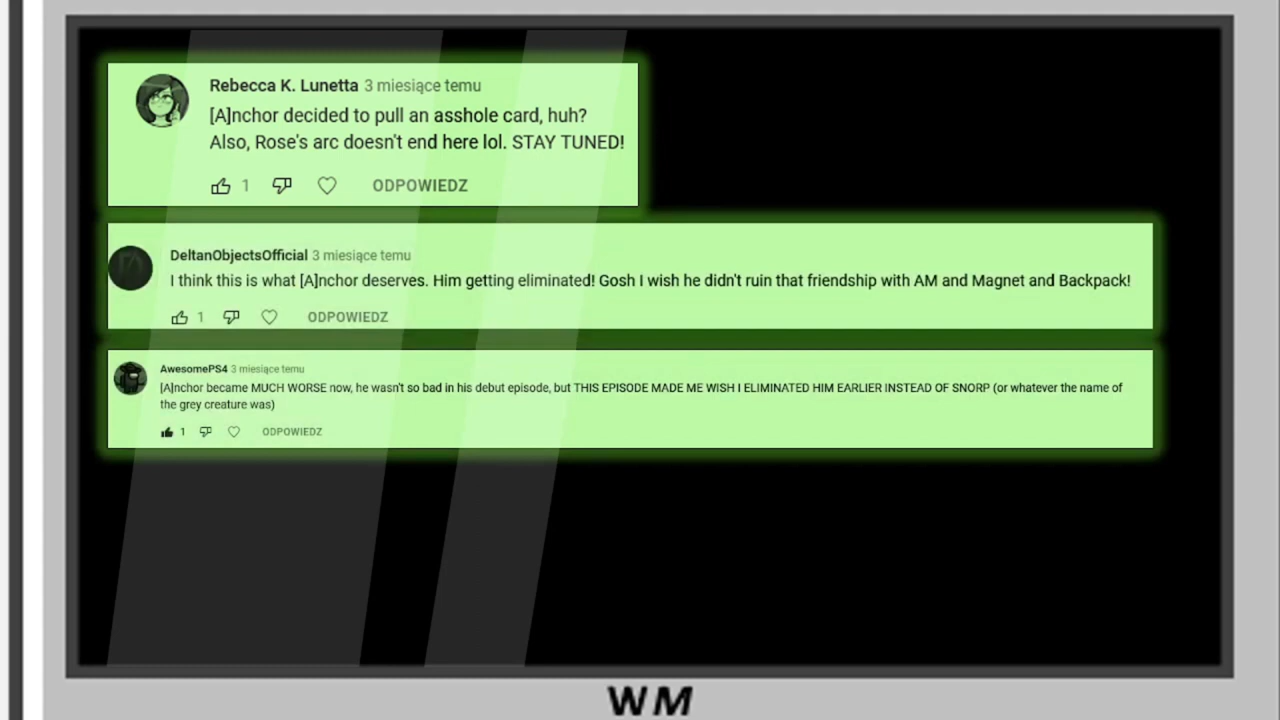 Rebecca K. Lunetta 3 miesiące temu
[A]nchor decided to pull an asshole card, huh?
Also, Rose's arc doesn't end here lol. STAY TUNED!
1 ODPOWIEDZ
DeltanObjectsOfficial 3 miesiące temu
I think this is what [A]nchor deserves. Him getting eliminated! Gosh I wish he didn't ruin that friendship with AM and Magnet and Backpack!
1 ODPOWIEDZ
AwesomePS4 3 miesiące temu
[A]nchor became MUCH WORSE now, he wasn't so bad in his debut episode, but THIS EPISODE MADE ME WISH I ELIMINATED HIM EARLIER INSTEAD OF SNORP (or whatever the name of
the grey creature was)
1 ODPOWIEDZ
WM